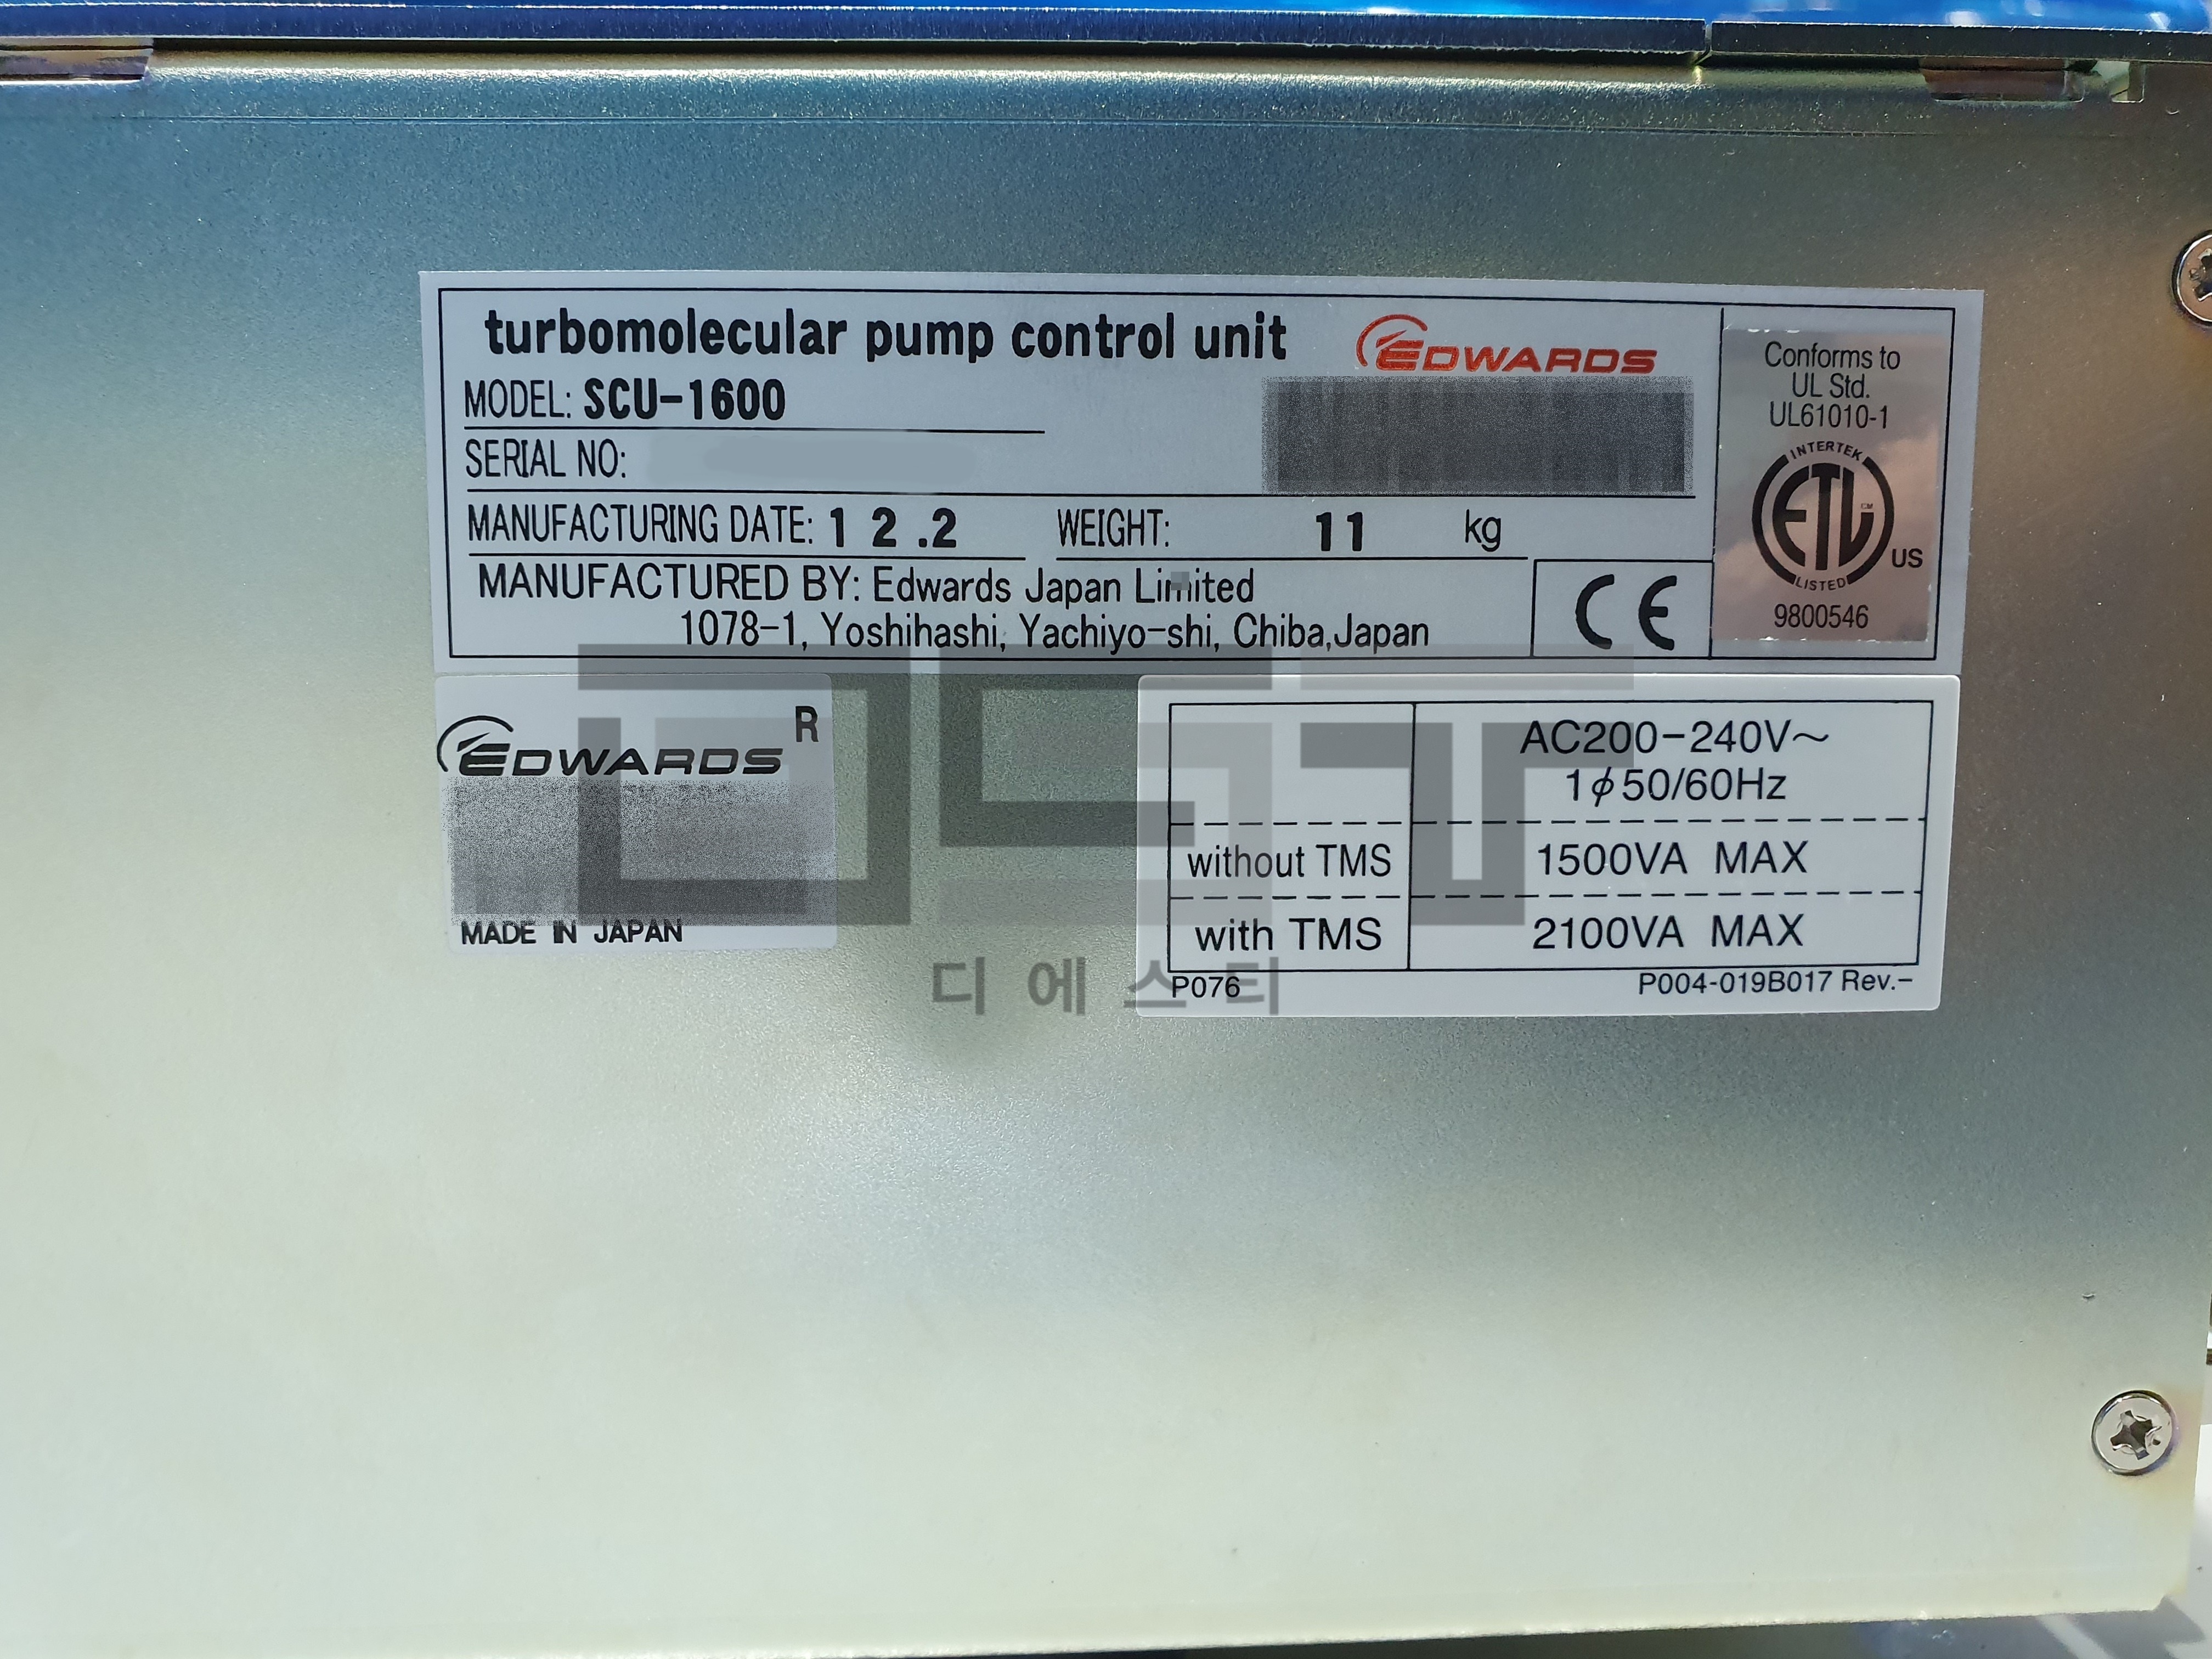 turbomolecular pump control unit EDWARDS
MODEL: SCU-1600
SERIAL NO:
MANUFACTURING DATE: 12.2 WEIGHT: 11 kg
MANUFACTURED BY: Edwards Japan Limited
1078-1, Yoshihashi, Yachiyo-shi, Chiba,Japan
CE
Conforms to
UL Std.
UL61010-1
INTERTEK
ETL CM
US
LISTED
9800546
EDWARDS R
MADE IN JAPAN
AC200-240V~
1φ50/60Hz
without TMS 1500VA MAX
with TMS 2100VA MAX
P076 P004-019B017 Rev.-
DST
디에스티